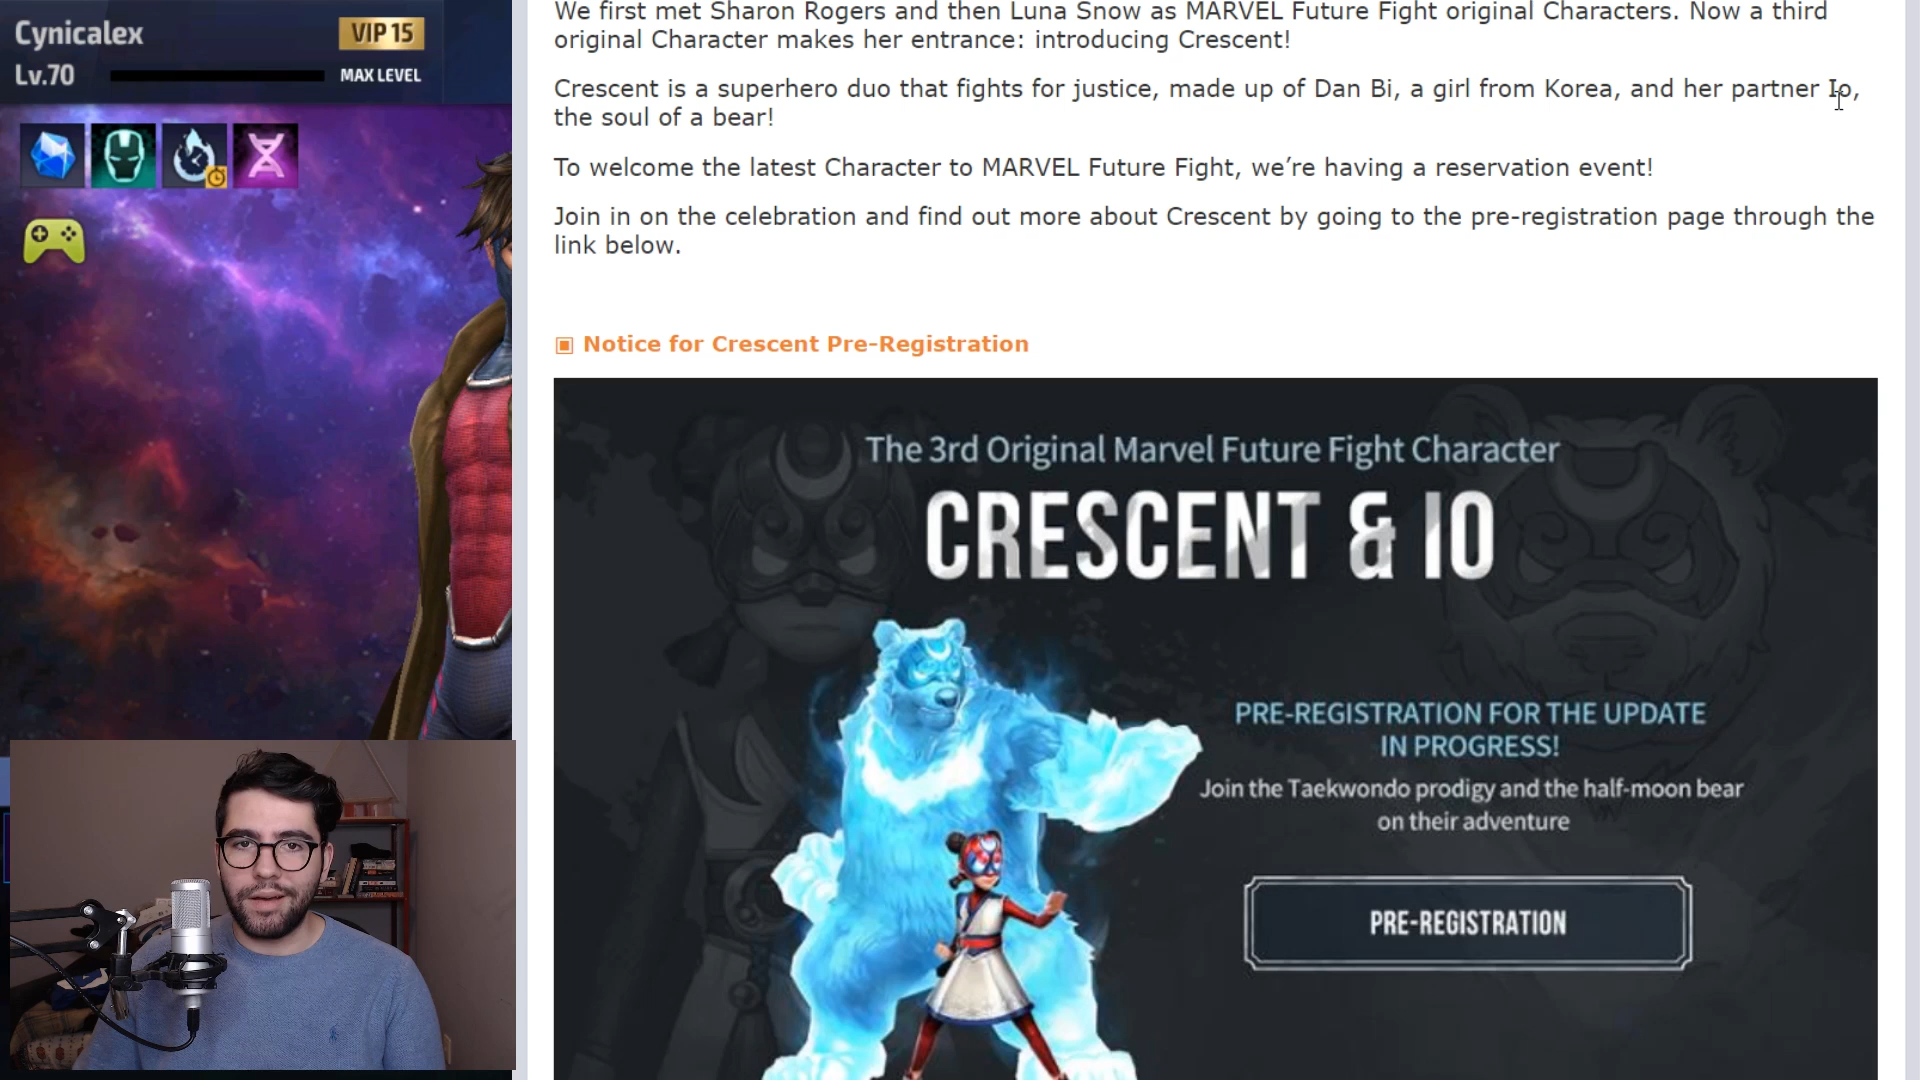 Cynicalex
VIP 15
Lv.70
MAX LEVEL
We first met Sharon Rogers and then Luna Snow as MARVEL Future Fight original Characters. Now a third
original Character makes her entrance: introducing Crescent!
Crescent is a superhero duo that fights for justice, made up of Dan Bi, a girl from Korea, and her partner Io,
the soul of a bear!
To welcome the latest Character to MARVEL Future Fight, we’re having a reservation event!
Join in on the celebration and find out more about Crescent by going to the pre-registration page through the
link below.
▣ Notice for Crescent Pre-Registration
The 3rd Original Marvel Future Fight Character
CRESCENT & IO
PRE-REGISTRATION FOR THE UPDATE
IN PROGRESS!
Join the Taekwondo prodigy and the half-moon bear
on their adventure
PRE-REGISTRATION